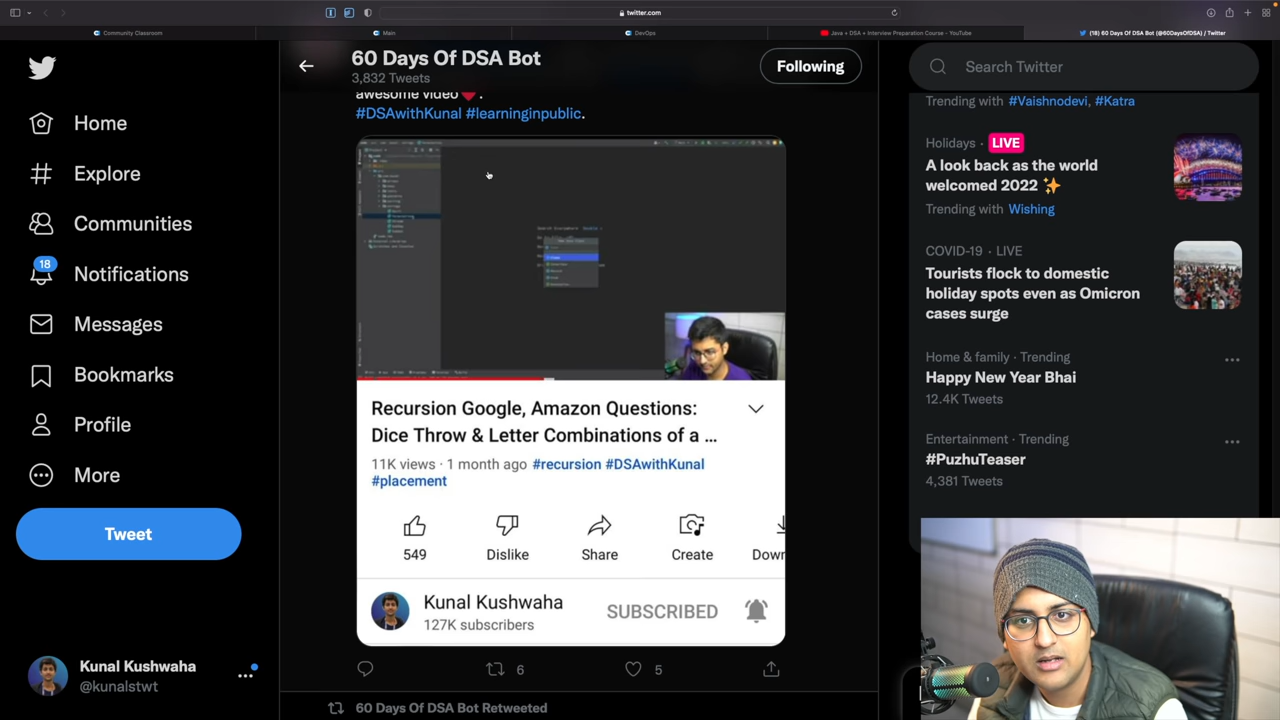 twitter.com
Community Classroom
Main
DevOps
Java + DSA + Interview Preparation Course - YouTube
(18) 60 Days Of DSA Bot (@60DaysOfDSA) / Twitter
Home
Explore
Communities
18
Notifications
Messages
Bookmarks
Profile
More
Tweet
Kunal Kushwaha
@kunalstwt
60 Days Of DSA Bot
3,832 Tweets
Following
awesome video❤️.
#DSAwithKunal #learninginpublic.
Recursion Google, Amazon Questions:
Dice Throw & Letter Combinations of a ...
11K views · 1 month ago #recursion #DSAwithKunal
#placement
549
Dislike
Share
Create
Down
Kunal Kushwaha
127K subscribers
SUBSCRIBED
6
5
60 Days Of DSA Bot Retweeted
Search Twitter
Trending with #Vaishnodevi, #Katra
Holidays · LIVE
A look back as the world
welcomed 2022 ✨
Trending with Wishing
COVID-19 · LIVE
Tourists flock to domestic
holiday spots even as Omicron
cases surge
Home & family · Trending
Happy New Year Bhai
12.4K Tweets
Entertainment · Trending
#PuzhuTeaser
4,381 Tweets